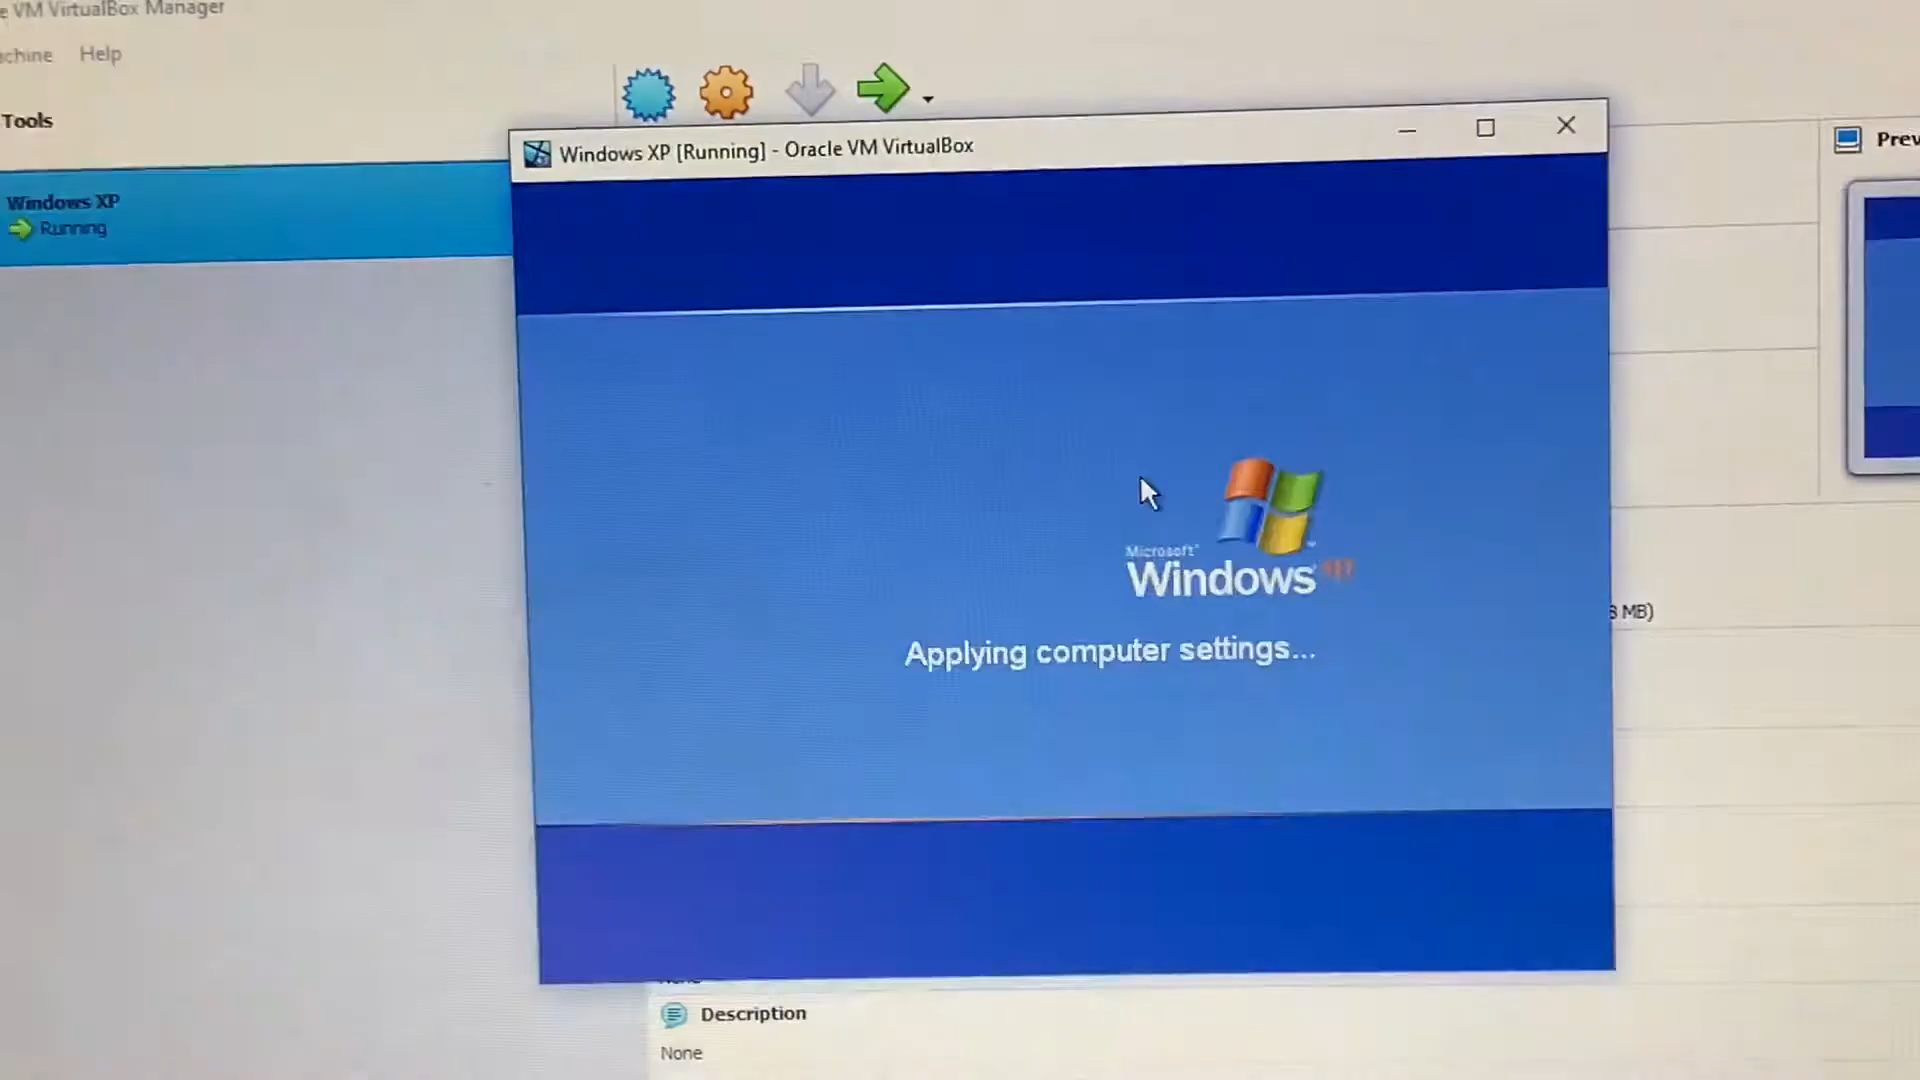 e VM VirtualBox Manager
achine Help
Tools
Windows XP [Running] - Oracle VM VirtualBox
Prev
Windows XP
Running
Microsoft
Windows xp
3 MB)
Applying computer settings...
Description
None